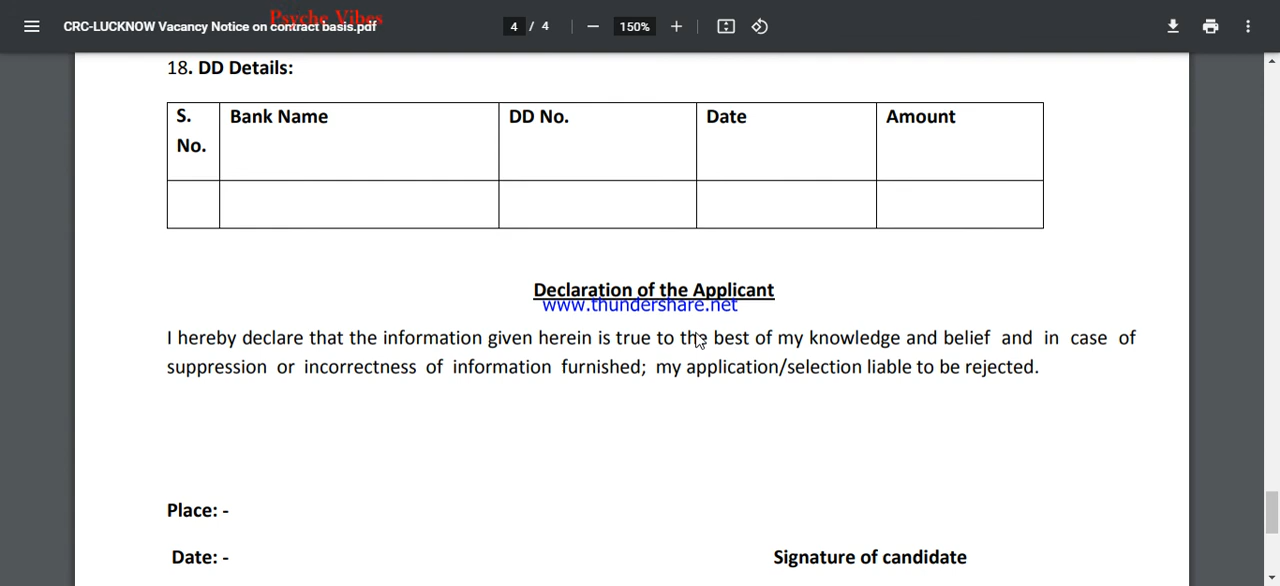 Psyche Vibes
CRC-LUCKNOW Vacancy Notice on contract basis.pdf
4 / 4
150%
18. DD Details:
S. No.
Bank Name
DD No.
Date
Amount
Declaration of the Applicant
www.thundershare.net
I hereby declare that the information given herein is true to the best of my knowledge and belief and in case of
suppression or incorrectness of information furnished; my application/selection liable to be rejected.
Place: -
Date: -
Signature of candidate